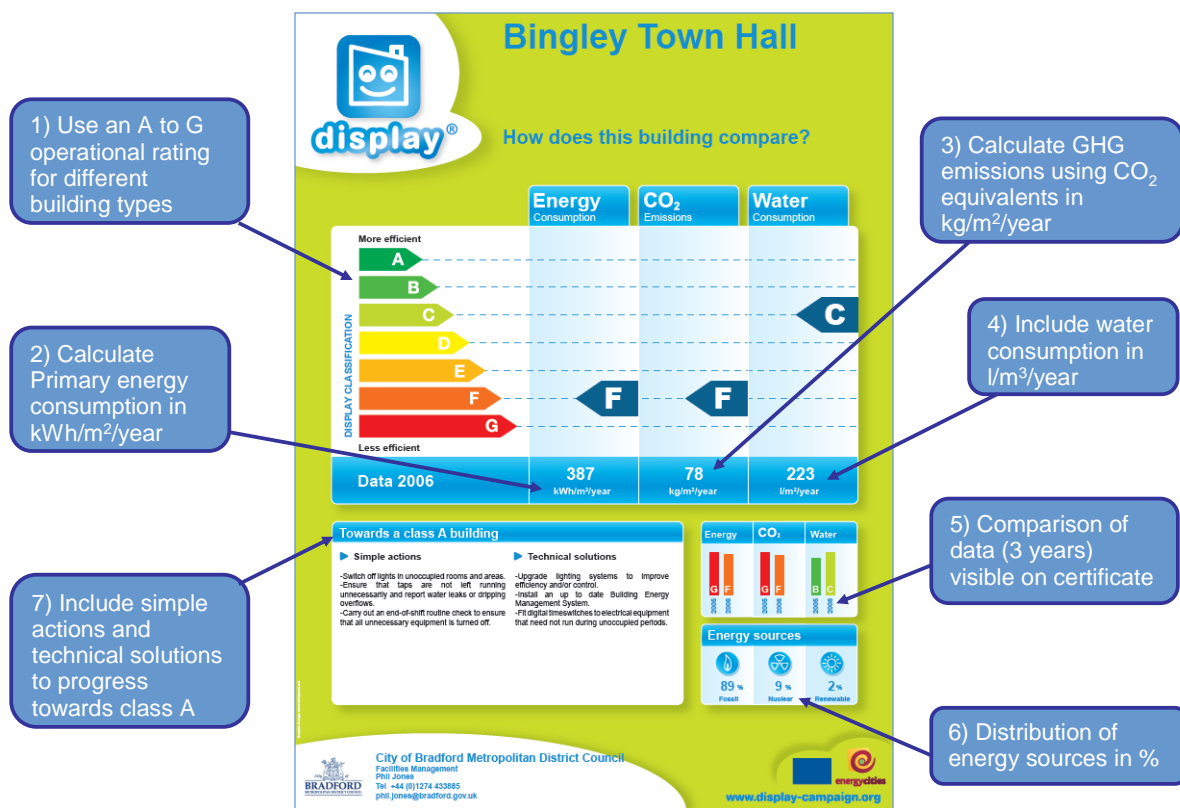 Bingley Town Hall
display®
How does this building compare?
1) Use an A to G
operational rating
for different
building types
2) Calculate
Primary energy
consumption in
kWh/m²/year
3) Calculate GHG
emissions using CO₂
equivalents in
kg/m²/year
4) Include water
consumption in
l/m³/year
5) Comparison of
data (3 years)
visible on certificate
6) Distribution of
energy sources in %
7) Include simple
actions and
technical solutions
to progress
towards class A
Energy
Consumption
CO₂
Emissions
Water
Consumption
More efficient
DISPLAY CLASSIFICATION
A
B
C
C
D
E
F
F
F
G
Less efficient
Data 2006
387
kWh/m²/year
78
kg/m²/year
223
l/m²/year
Towards a class A building
Simple actions
-Switch off lights in unoccupied rooms and areas.
-Ensure that taps are not left running
unnecessarily and report water leaks or dripping
overflows.
-Carry out an end-of-shift routine check to ensure
that all unnecessary equipment is turned off.
Technical solutions
-Upgrade lighting systems to improve
efficiency and/or control.
-Install an up to date Building Energy
Management System.
-Fit digital timeswitches to electrical equipment
that need not run during unoccupied periods.
Energy
CO₂
Water
G F
G F
B C
Energy sources
89 %
Fossil
9 %
Nuclear
2 %
Renewable
City of
BRADFORD
METROPOLITAN DISTRICT COUNCIL
City of Bradford Metropolitan District Council
Facilities Management
Phil Jones
Tel +44 (0)1274 433885
phil.jones@bradford.gov.uk
energycities
www.display-campaign.org